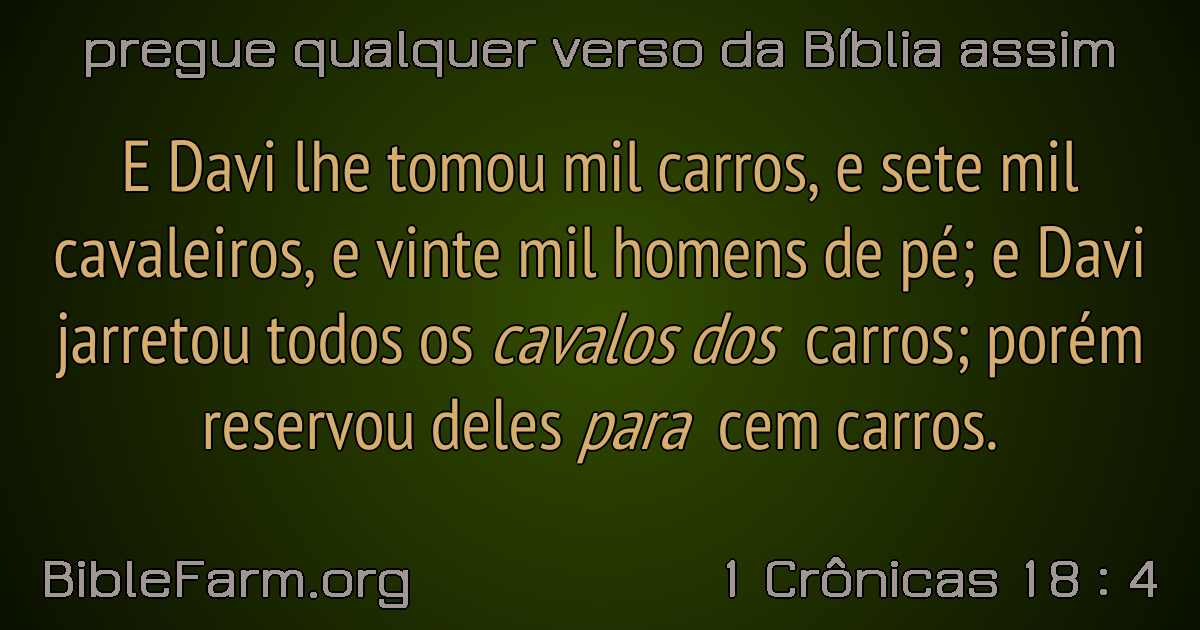 pregue qualquer verso da Bíblia assim
E Davi lhe tomou mil carros, e sete mil
cavaleiros, e vinte mil homens de pé; e Davi
jarretou todos os cavalos dos carros; porém
reservou deles para cem carros.
BibleFarm.org
1 Crônicas 18 : 4